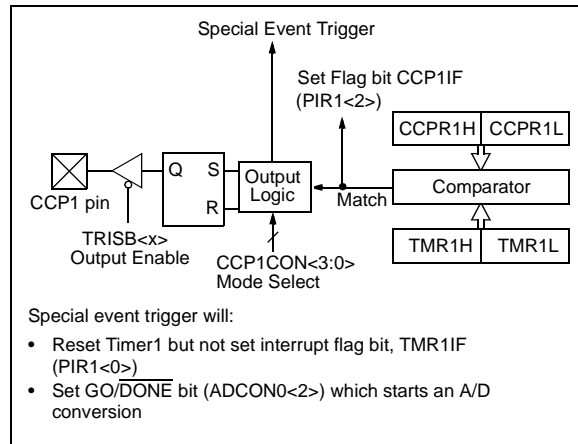 Special Event Trigger
Set Flag bit CCP1IF
(PIR1<2>)
CCPR1H CCPR1L
Q S Output
Logic
R
Match
Comparator
CCP1 pin
TRISB<x>
Output Enable
CCP1CON<3:0>
Mode Select
TMR1H TMR1L
Special event trigger will:
• Reset Timer1 but not set interrupt flag bit, TMR1IF
(PIR1<0>)
• Set GO/DONE bit (ADCON0<2>) which starts an A/D
conversion